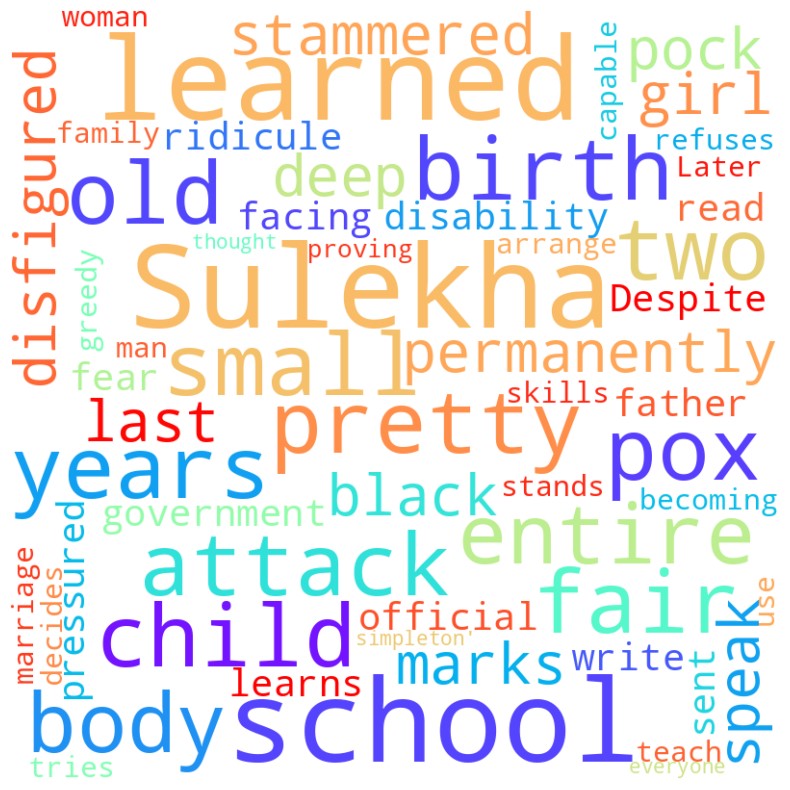 woman
learned
stammered
capable
pock
girl
disfigured
family
ridicule
old
deep
birth
refuses
Later
read
facing
disability
thought
proving
arrange
two
greedy
Sulekha
Despite
man
fear
small
permanently
last
pretty
skills
father
years
pox
black
stands
becoming
government
entire
pressured
attack
fair
marriage
decides
child
official
simpleton'
marks
write
use
speak
sent
learns
body
school
teach
tries
everyone